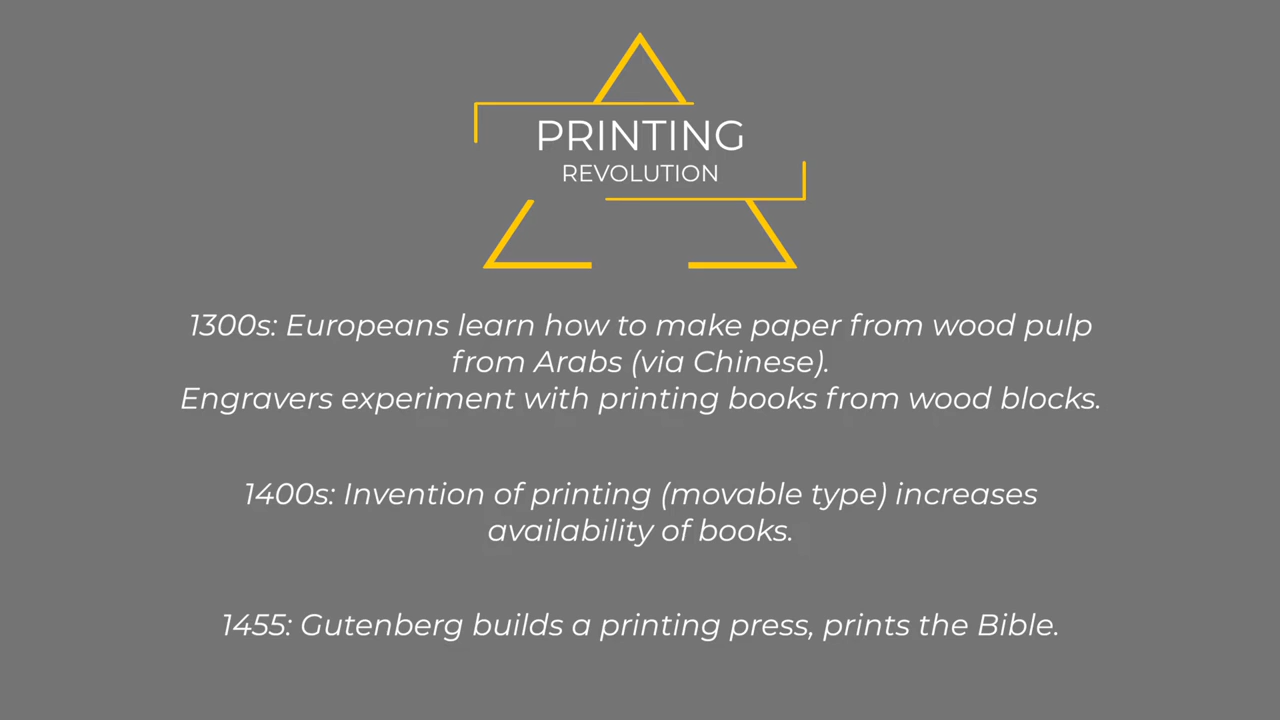 PRINTING
REVOLUTION
1300s: Europeans learn how to make paper from wood pulp
from Arabs (via Chinese).
Engravers experiment with printing books from wood blocks.
1400s: Invention of printing (movable type) increases
availability of books.
1455: Gutenberg builds a printing press, prints the Bible.